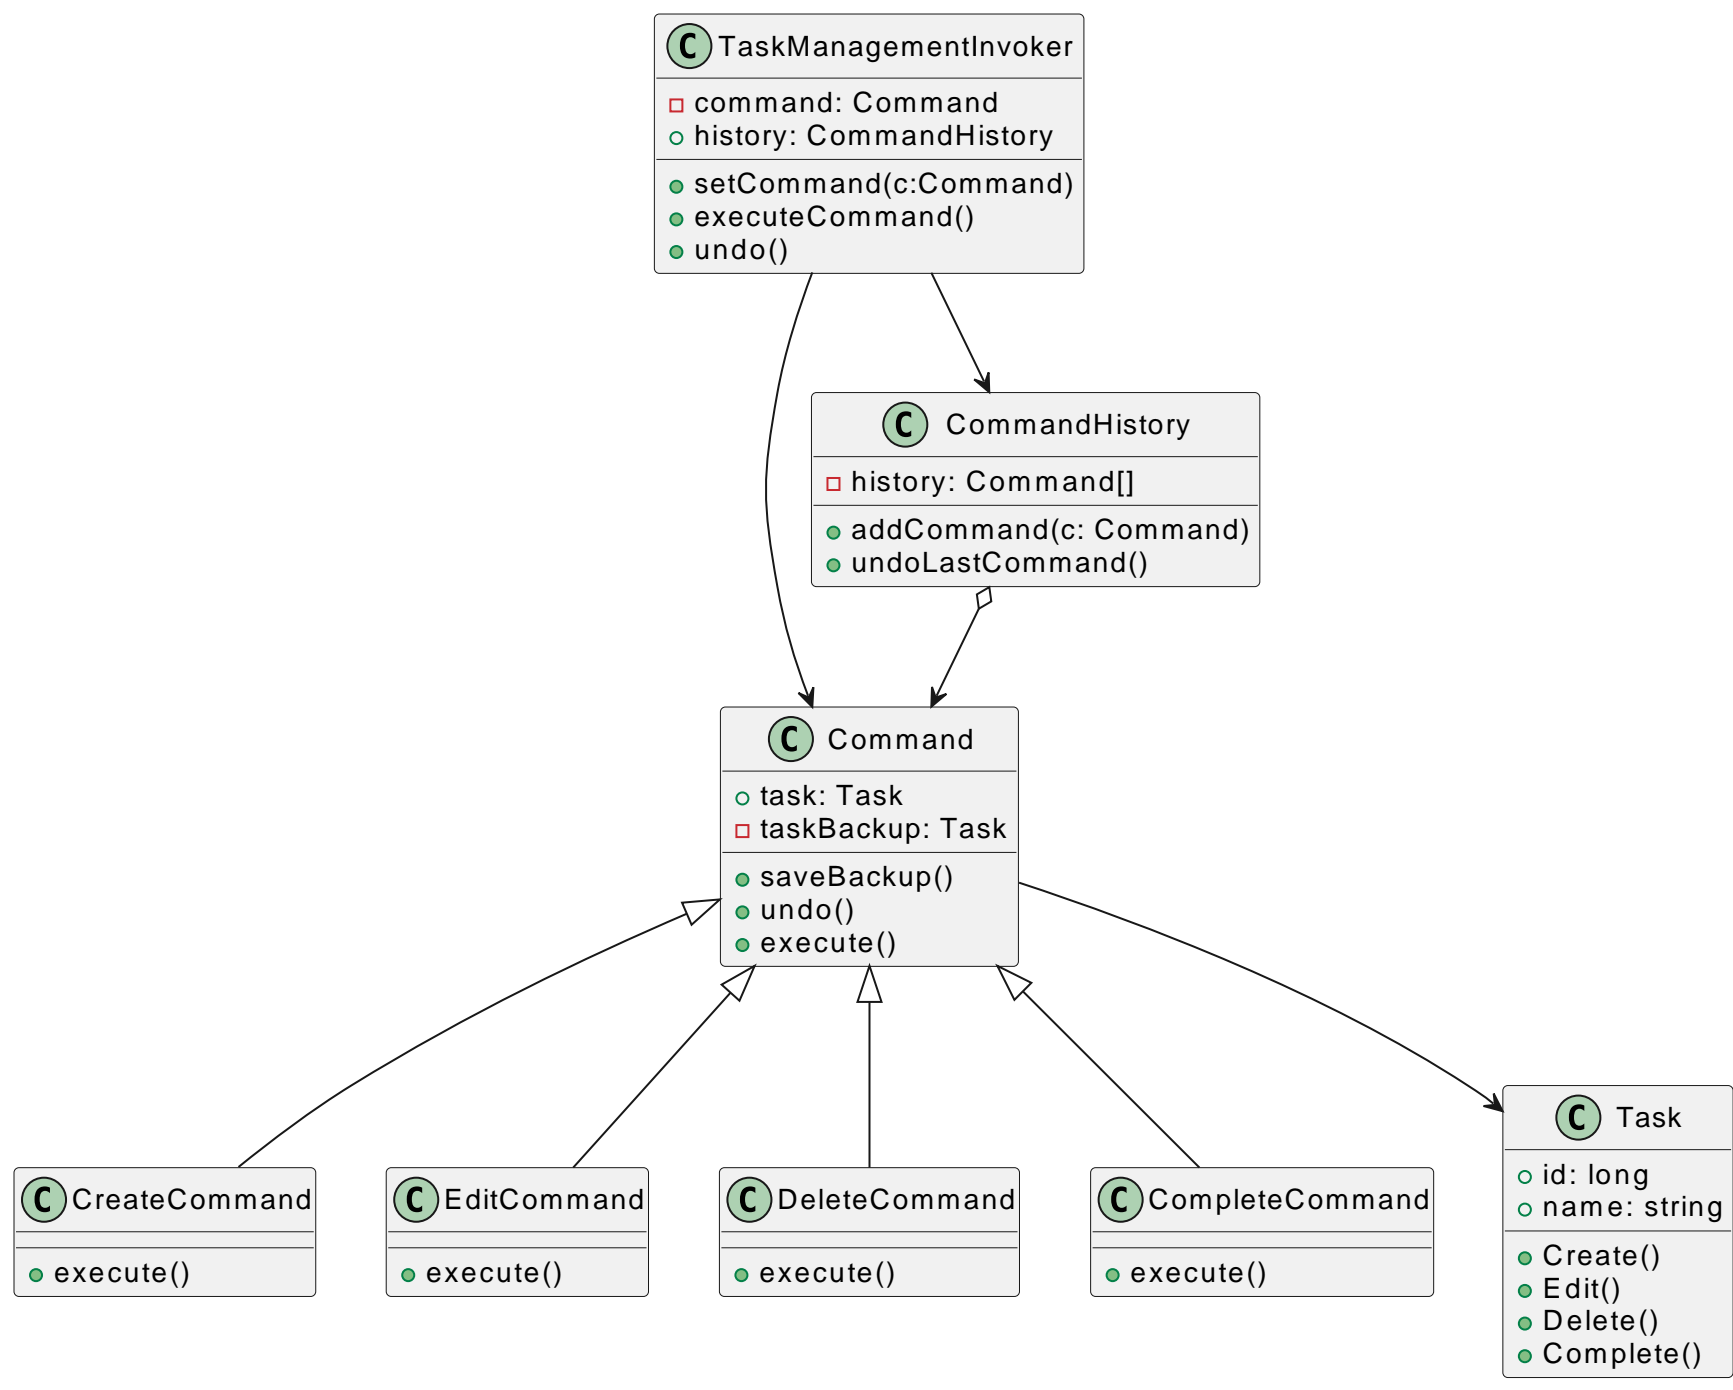 C TaskManagementInvoker
command: Command
history: CommandHistory
setCommand(c:Command)
executeCommand()
undo()
C CommandHistory
history: Command[]
addCommand(c: Command)
undoLastCommand()
C Command
task: Task
taskBackup: Task
saveBackup()
undo()
execute()
C CreateCommand
execute()
C EditCommand
execute()
C DeleteCommand
execute()
C CompleteCommand
execute()
C Task
id: long
name: string
Create()
Edit()
Delete()
Complete()